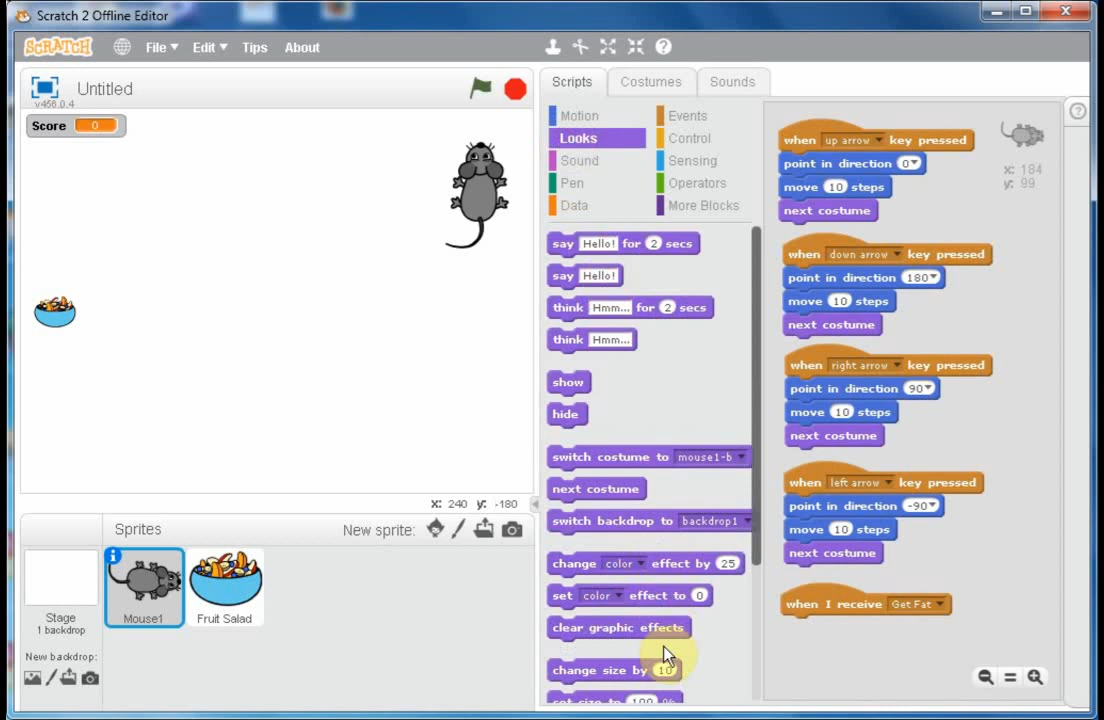 Scratch 2 Offline Editor
SCRATCH File Edit Tips About
v456.0.4 Untitled
Score 0
x: 240 y: -180
Sprites New sprite:
Stage
1 backdrop
New backdrop:
Mouse1
Fruit Salad
Scripts Costumes Sounds
Motion Events
Looks Control
Sound Sensing
Pen Operators
Data More Blocks
say Hello! for 2 secs
say Hello!
think Hmm... for 2 secs
think Hmm...
show
hide
switch costume to mouse1-b
next costume
switch backdrop to backdrop1
change color effect by 25
set color effect to 0
clear graphic effects
change size by 10
set size to 100 %
x: 184
y: 99
when up arrow key pressed
point in direction 0
move 10 steps
next costume
when down arrow key pressed
point in direction 180
move 10 steps
next costume
when right arrow key pressed
point in direction 90
move 10 steps
next costume
when left arrow key pressed
point in direction -90
move 10 steps
next costume
when I receive Get Fat